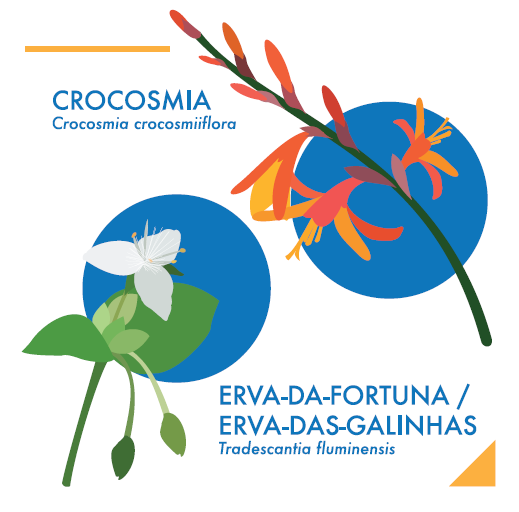 CROCOSMIA
Crocosmia crocosmiiflora
ERVA-DA-FORTUNA /
ERVA-DAS-GALINHAS
Tradescantia fluminensis